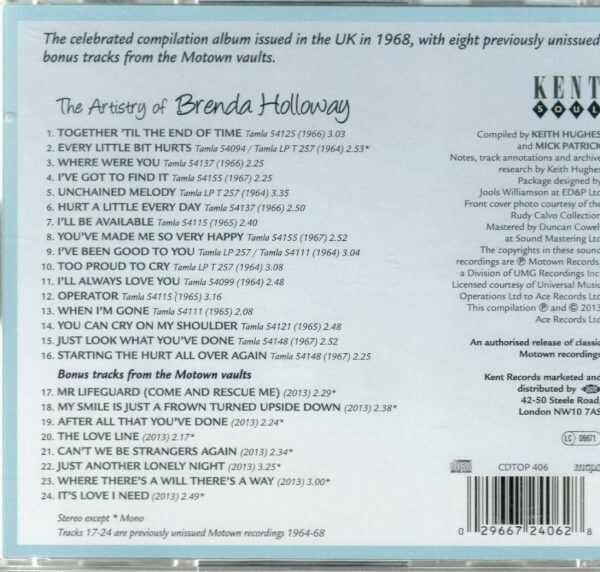 The celebrated compilation album issued in the UK in 1968, with eight previously unissued
bonus tracks from the Motown vaults.
The Artistry of Brenda Holloway
1. TOGETHER 'TIL THE END OF TIME Tamla 54125 (1966) 3.03
2. EVERY LITTLE BIT HURTS Tamla 54094 / Tamla LP T 257 (1964) 2.53*
3. WHERE WERE YOU Tamla 54137 (1966) 2.25
4. I'VE GOT TO FIND IT Tamla 54155 (1967) 2.25
5. UNCHAINED MELODY Tamla LP T 257 (1964) 3.35
6. HURT A LITTLE EVERY DAY Tamla 54137 (1966) 2.50
7. I'LL BE AVAILABLE Tamla 54115 (1965) 2.40
8. YOU'VE MADE ME SO VERY HAPPY Tamla 54155 (1967) 2.52
9. I'VE BEEN GOOD TO YOU Tamla LP 257 / Tamla 54111 (1964) 3.04
10. TOO PROUD TO CRY Tamla LP T 257 (1964) 3.08
11. I'LL ALWAYS LOVE YOU Tamla 54099 (1964) 2.48
12. OPERATOR Tamla 54115 (1965) 3.16
13. WHEN I'M GONE Tamla 54111 (1965) 2.08
14. YOU CAN CRY ON MY SHOULDER Tamla 54121 (1965) 2.48
15. JUST LOOK WHAT YOU'VE DONE Tamla 54148 (1967) 2.52
16. STARTING THE HURT ALL OVER AGAIN Tamla 54148 (1967) 2.25
Bonus tracks from the Motown vaults
17. MR LIFEGUARD (COME AND RESCUE ME) (2013) 2.29*
18. MY SMILE IS JUST A FROWN TURNED UPSIDE DOWN (2013) 2.38*
19. AFTER ALL THAT YOU'VE DONE (2013) 2.24*
20. THE LOVE LINE (2013) 2.17*
21. CAN'T WE BE STRANGERS AGAIN (2013) 2.34*
22. JUST ANOTHER LONELY NIGHT (2013) 3.25*
23. WHERE THERE'S A WILL THERE'S A WAY (2013) 3.00*
24. IT'S LOVE I NEED (2013) 2.49*
Stereo except * Mono
Tracks 17-24 are previously unissued Motown recordings 1964-68
KENT
SOUL
Compiled by KEITH HUGHES
and MICK PATRICK
Notes, track annotations and archive
research by Keith Hughes
Package designed by
Jools Williamson at ED&P Ltd
Front cover photo courtesy of the
Rudy Calvo Collection
Mastered by Duncan Cowell
at Sound Mastering Ltd
The copyrights in these sound
recordings are ℗ Motown Records,
a Division of UMG Recordings Inc
Licensed courtesy of Universal Music
Operations Ltd to Ace Records Ltd
This compilation ℗ and © 2013
Ace Records Ltd
An authorised release of classic
Motown recordings
Kent Records marketed and
distributed by
42-50 Steele Road,
London NW10 7AS
LC 09671
CDTOP 406
mcps
0 29667 24062 8